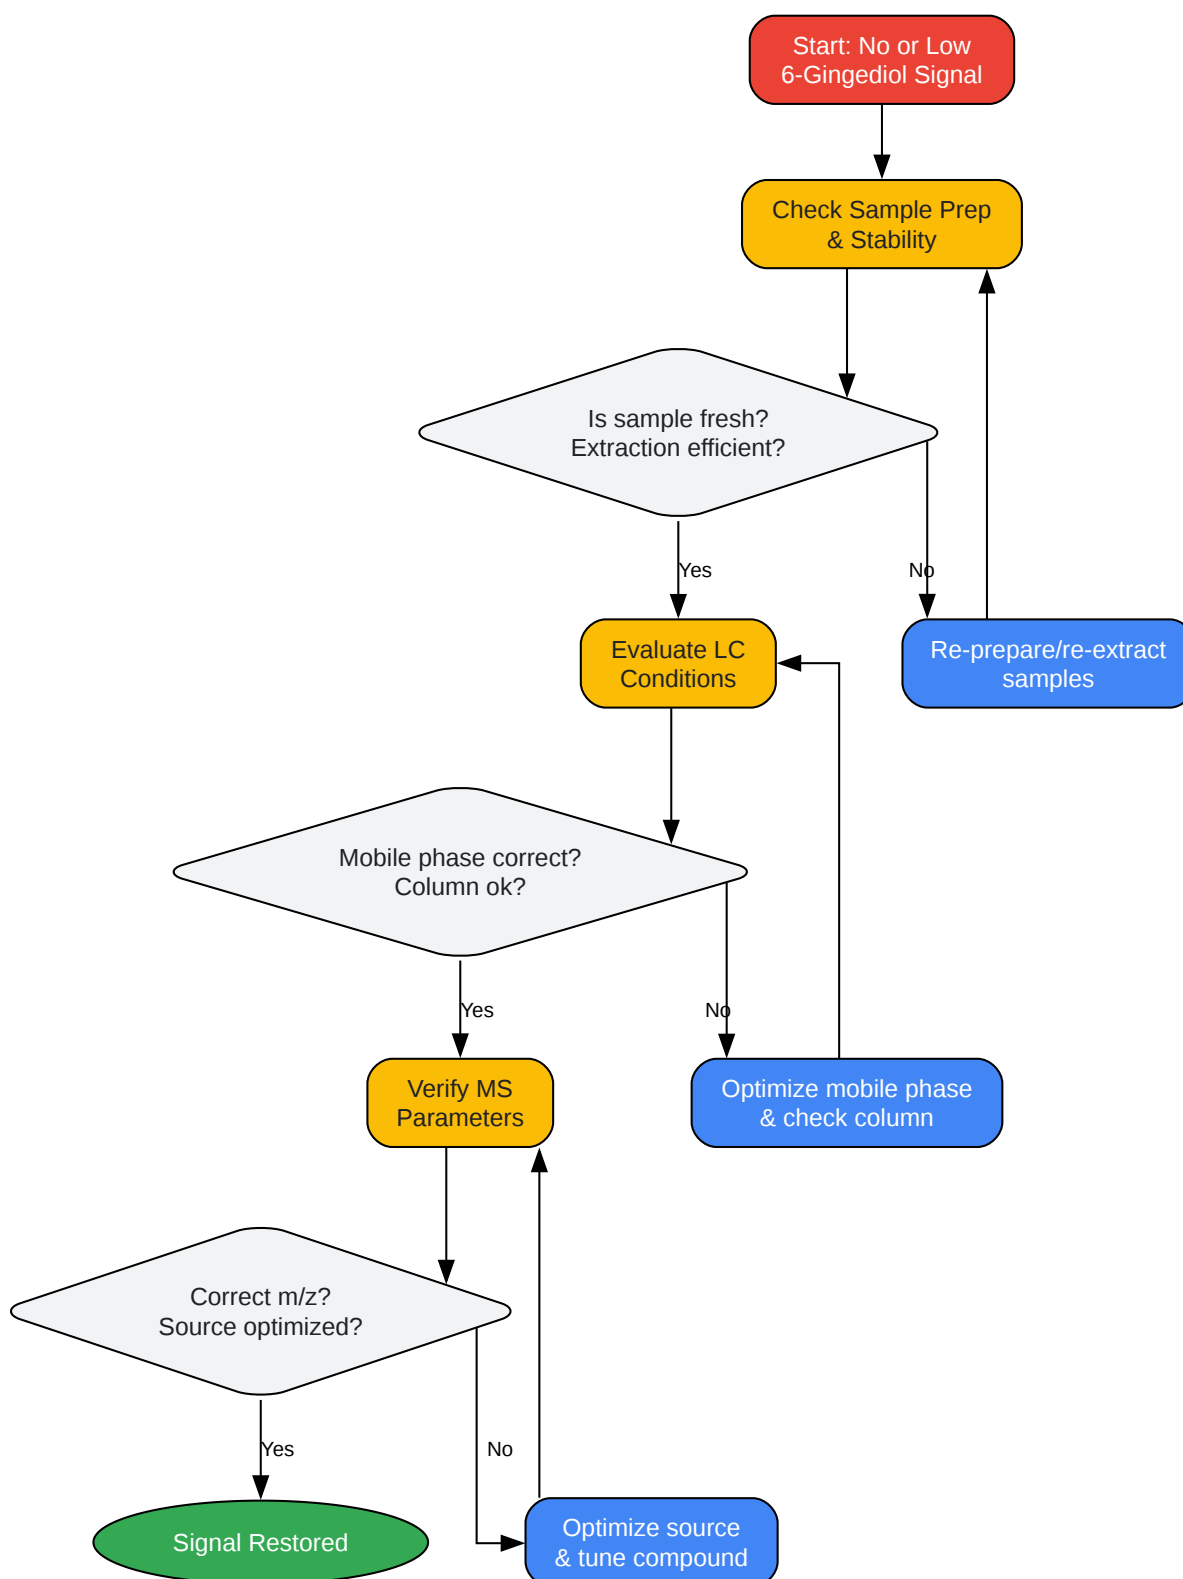 Start: No or Low
6-Gingediol Signal
Check Sample Prep
& Stability
Is sample fresh?
Extraction efficient?
Yes
No
Evaluate LC
Conditions
Re-prepare/re-extract
samples
Mobile phase correct?
Column ok?
Yes
No
Verify MS
Parameters
Optimize mobile phase
& check column
Correct m/z?
Source optimized?
Yes
No
Signal Restored
Optimize source
& tune compound